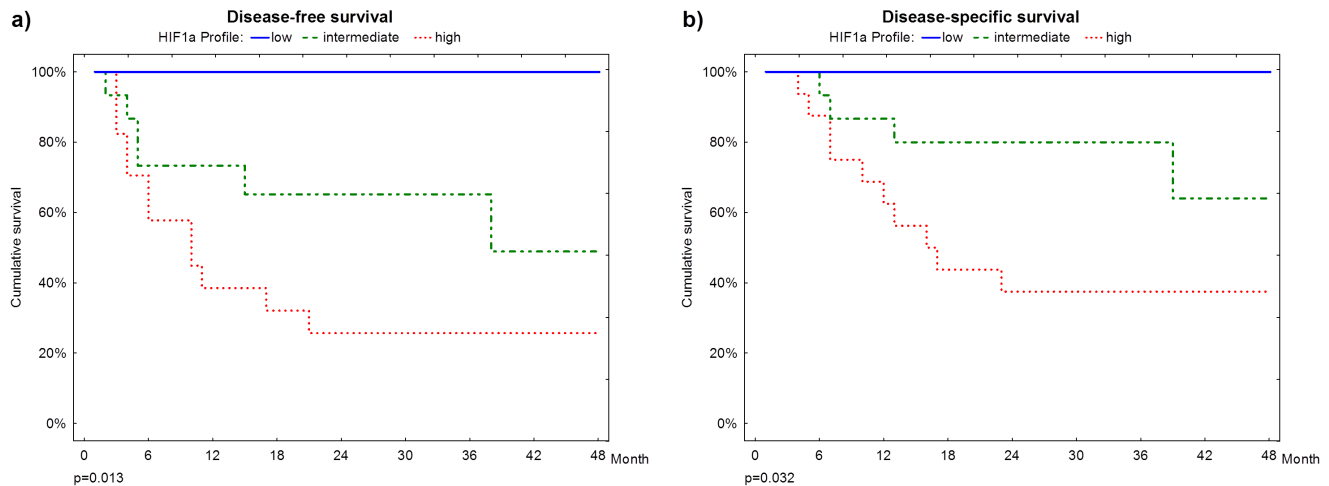 a)
Disease-free survival
HIF1a Profile: low intermediate high
100%
80%
60%
40%
20%
0%
Cumulative survival
0 6 12 18 24 30 36 42 48 Month
p=0.013
b)
Disease-specific survival
HIF1a Profile: low intermediate high
100%
80%
60%
40%
20%
0%
Cumulative survival
0 6 12 18 24 30 36 42 48 Month
p=0.032